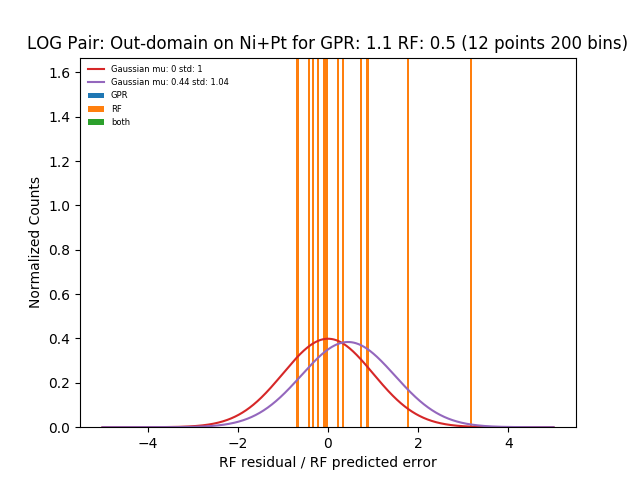 LOG Pair: Out-domain on Ni+Pt for GPR: 1.1 RF: 0.5 (12 points 200 bins)
Gaussian mu: 0 std: 1
Gaussian mu: 0.44 std: 1.04
GPR
RF
both
Normalized Counts
1.6
1.4
1.2
1.0
0.8
0.6
0.4
0.2
0.0
−4
−2
0
2
4
RF residual / RF predicted error